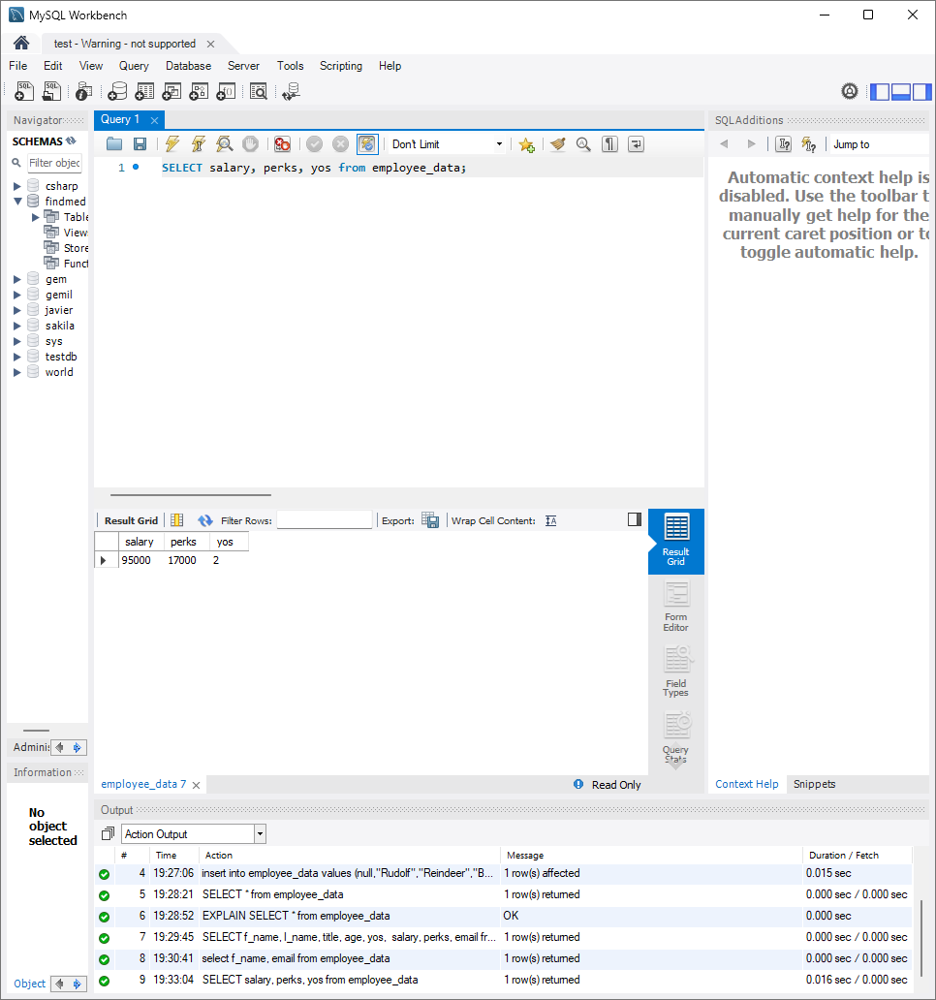 MySQL Workbench
test - Warning - not supported
File Edit View Query Database Server Tools Scripting Help
Navigator
SCHEMAS
Filter objec
csharp
findmed
Table
Views
Store
Funct
gem
gemil
javier
sakila
sys
testdb
world
Adminis
Information
No
object
selected
Object
Query 1
Don't Limit
1 SELECT salary, perks, yos from employee_data;
Result Grid Filter Rows: Export: Wrap Cell Content:
salary perks yos
95000 17000 2
Result
Grid
Form
Editor
Field
Types
Query
Stats
employee_data 7
Read Only
SQLAdditions
Jump to
Automatic context help is
disabled. Use the toolbar t
manually get help for the
current caret position or to
toggle automatic help.
Context Help Snippets
Output
Action Output
# Time Action Message Duration / Fetch
4 19:27:06 insert into employee_data values (null,"Rudolf","Reindeer","B... 1 row(s) affected 0.015 sec
5 19:28:21 SELECT * from employee_data 1 row(s) returned 0.000 sec / 0.000 sec
6 19:28:52 EXPLAIN SELECT * from employee_data OK 0.000 sec
7 19:29:45 SELECT f_name, l_name, title, age, yos, salary, perks, email fr... 1 row(s) returned 0.000 sec / 0.000 sec
8 19:30:41 select f_name, email from employee_data 1 row(s) returned 0.000 sec / 0.000 sec
9 19:33:04 SELECT salary, perks, yos from employee_data 1 row(s) returned 0.016 sec / 0.000 sec